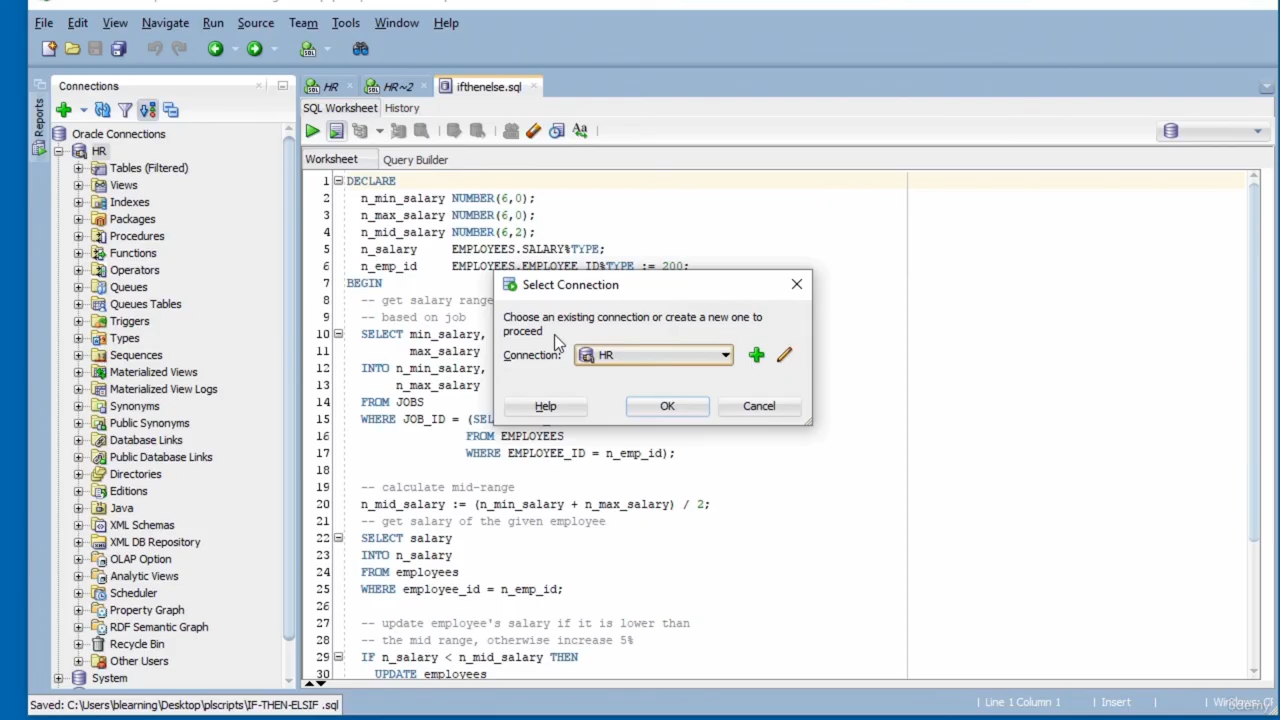 File Edit View Navigate Run Source Team Tools Window Help
Connections
HR
HR~2
ifthenelse.sql
SQL Worksheet History
Worksheet Query Builder
Reports
Oracle Connections
HR
Tables (Filtered)
Views
Indexes
Packages
Procedures
Functions
Operators
Queues
Queues Tables
Triggers
Types
Sequences
Materialized Views
Materialized View Logs
Synonyms
Public Synonyms
Database Links
Public Database Links
Directories
Editions
Java
XML Schemas
XML DB Repository
OLAP Option
Analytic Views
Scheduler
Property Graph
RDF Semantic Graph
Recycle Bin
Other Users
System
1 DECLARE
2 n_min_salary NUMBER(6,0);
3 n_max_salary NUMBER(6,0);
4 n_mid_salary NUMBER(6,2);
5 n_salary EMPLOYEES.SALARY%TYPE;
6 n_emp_id EMPLOYEES.EMPLOYEE_ID%TYPE := 200;
7 BEGIN
8 -- get salary range
9 -- based on job
10 SELECT min_salary,
11 max_salary
12 INTO n_min_salary,
13 n_max_salary
14 FROM JOBS
15 WHERE JOB_ID = (SEL
16 FROM EMPLOYEES
17 WHERE EMPLOYEE_ID = n_emp_id);
18
19 -- calculate mid-range
20 n_mid_salary := (n_min_salary + n_max_salary) / 2;
21 -- get salary of the given employee
22 SELECT salary
23 INTO n_salary
24 FROM employees
25 WHERE employee_id = n_emp_id;
26
27 -- update employee's salary if it is lower than
28 -- the mid range, otherwise increase 5%
29 IF n_salary < n_mid_salary THEN
30 UPDATE employees
Select Connection
Choose an existing connection or create a new one to
proceed
Connection: HR
Help OK Cancel
Saved: C:\Users\blearning\Desktop\plscripts\IF-THEN-ELSIF .sql
Line 1 Column 1 Insert
udemy